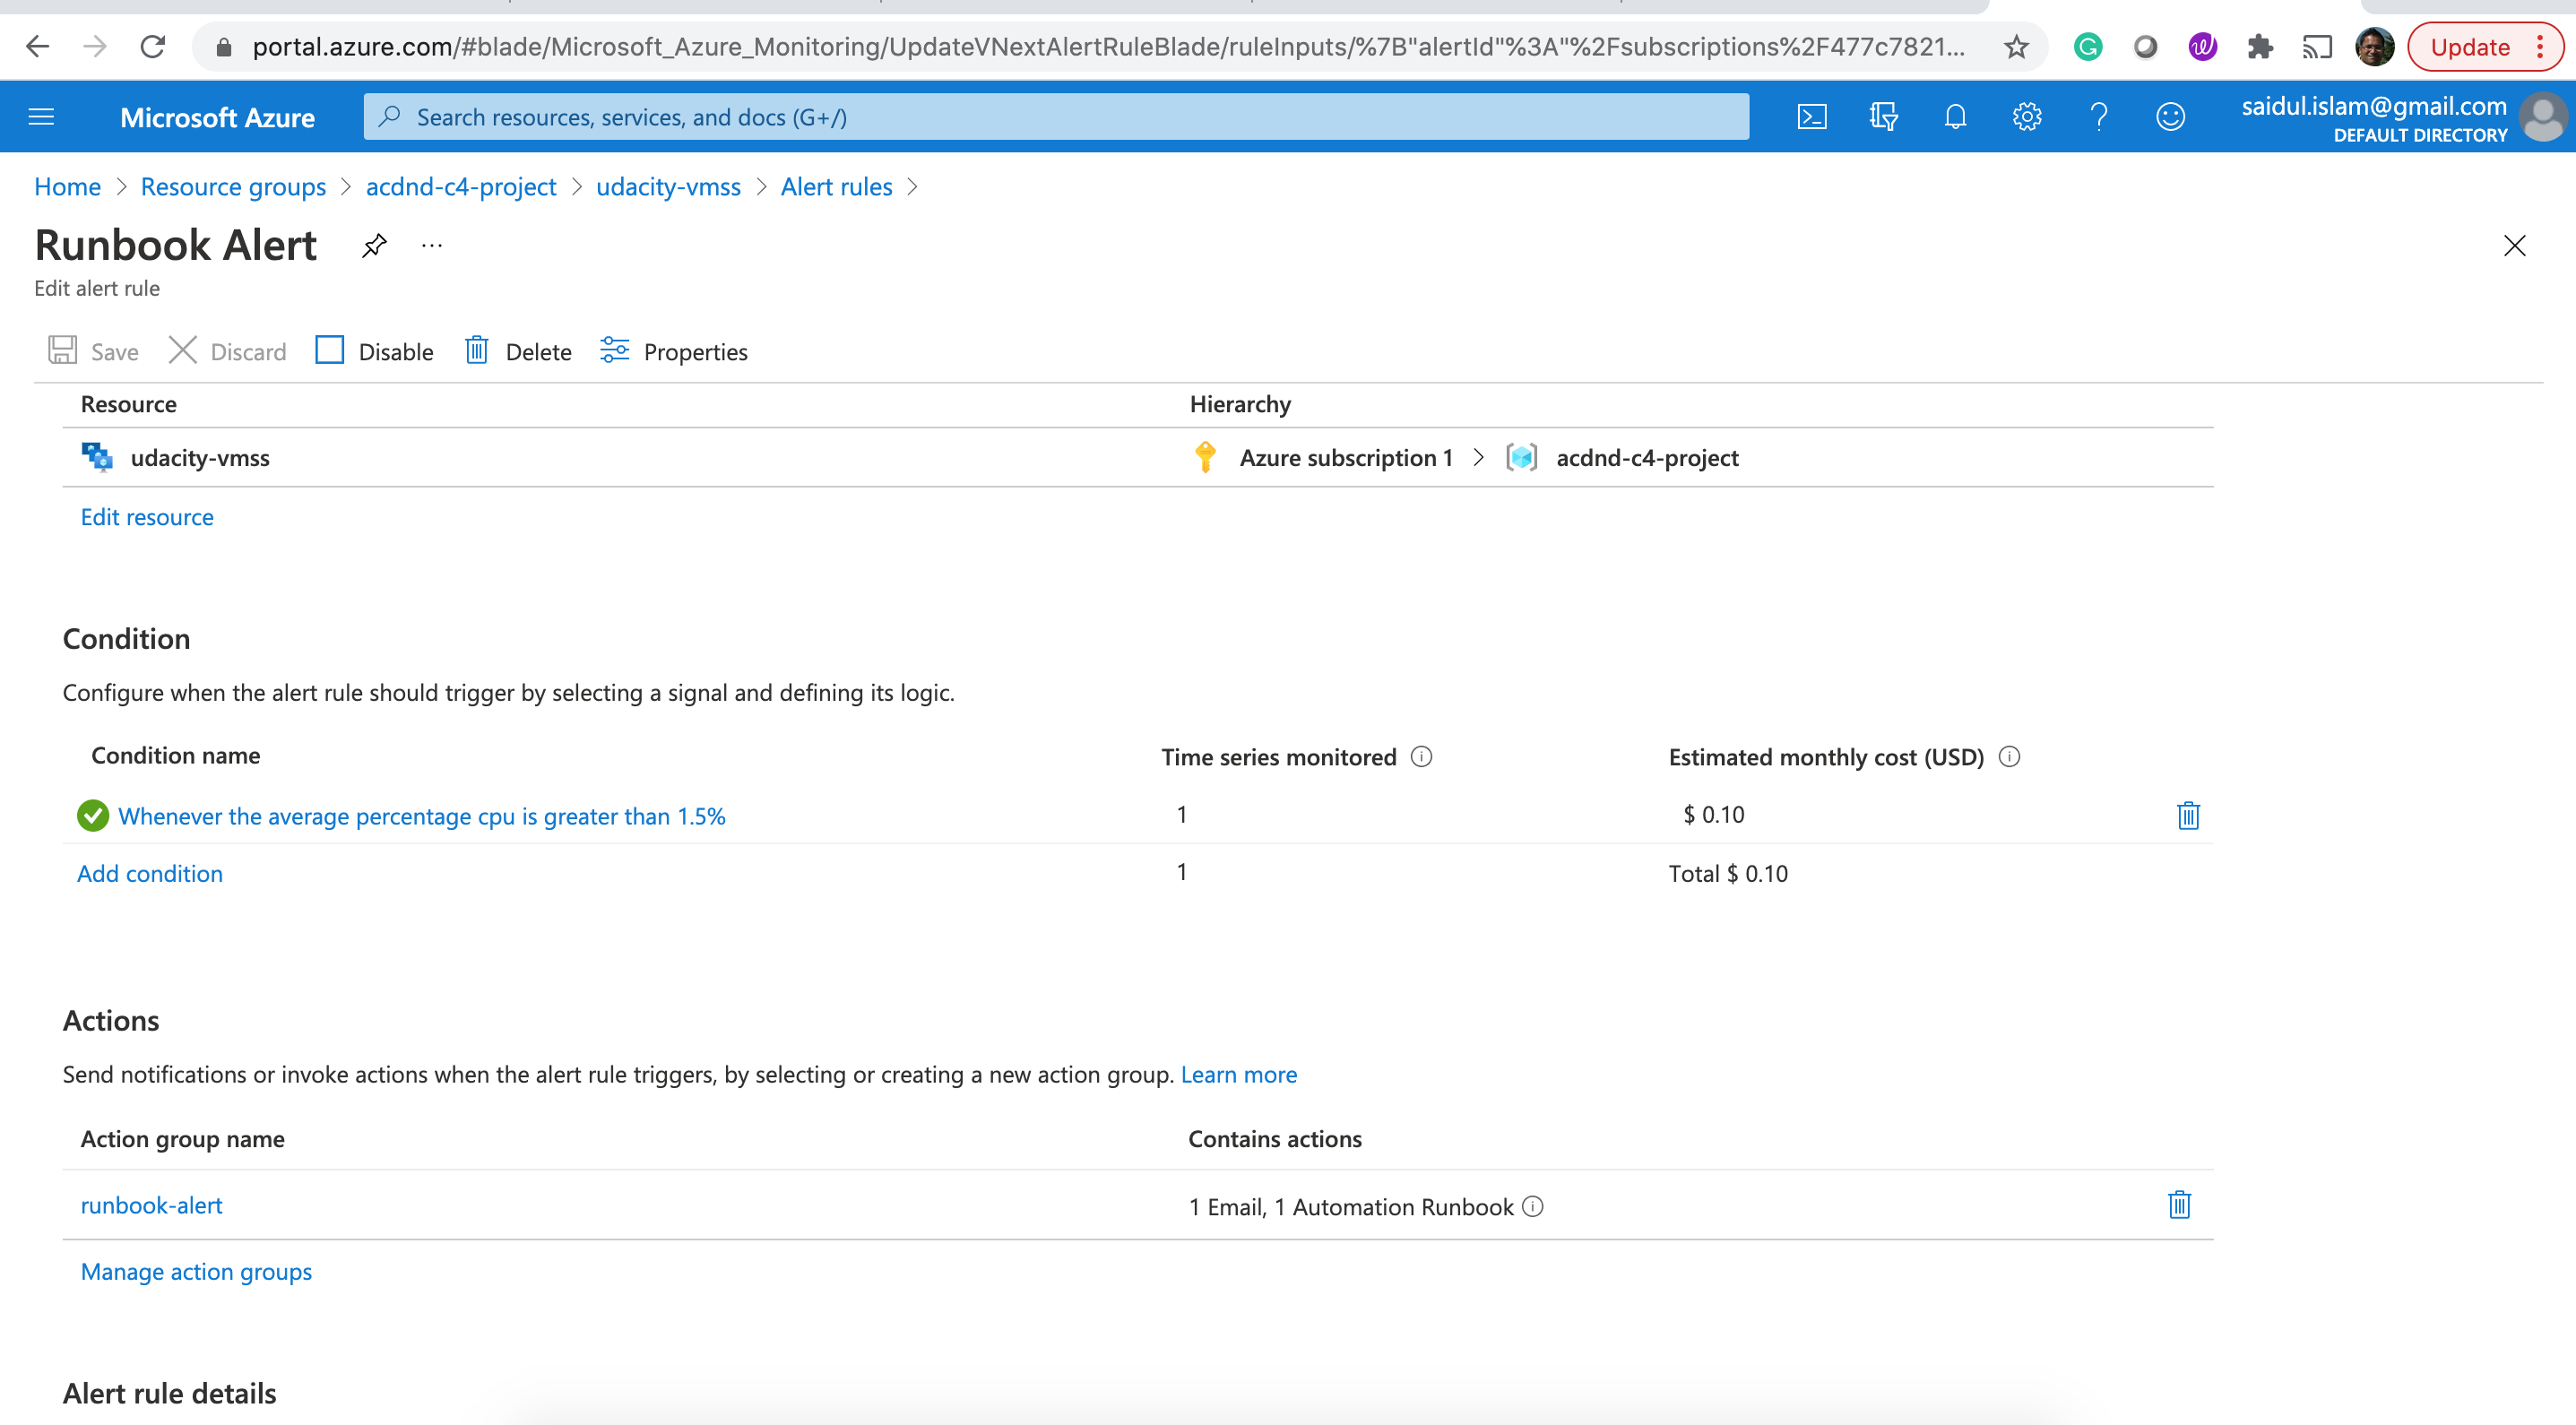 portal.azure.com/#blade/Microsoft_Azure_Monitoring/UpdateVNextAlertRuleBlade/ruleInputs/%7B"alertId"%3A"%2Fsubscriptions%2F477c7821...
Update
Microsoft Azure
Search resources, services, and docs (G+/)
saidul.islam@gmail.com
DEFAULT DIRECTORY
Home > Resource groups > acdnd-c4-project > udacity-vmss > Alert rules >
Runbook Alert ...
Edit alert rule
Save Discard Disable Delete Properties
Resource Hierarchy
udacity-vmss Azure subscription 1 > acdnd-c4-project
Edit resource
Condition
Configure when the alert rule should trigger by selecting a signal and defining its logic.
Condition name Time series monitored Estimated monthly cost (USD)
Whenever the average percentage cpu is greater than 1.5% 1 $ 0.10
Add condition 1 Total $ 0.10
Actions
Send notifications or invoke actions when the alert rule triggers, by selecting or creating a new action group. Learn more
Action group name Contains actions
runbook-alert 1 Email, 1 Automation Runbook
Manage action groups
Alert rule details